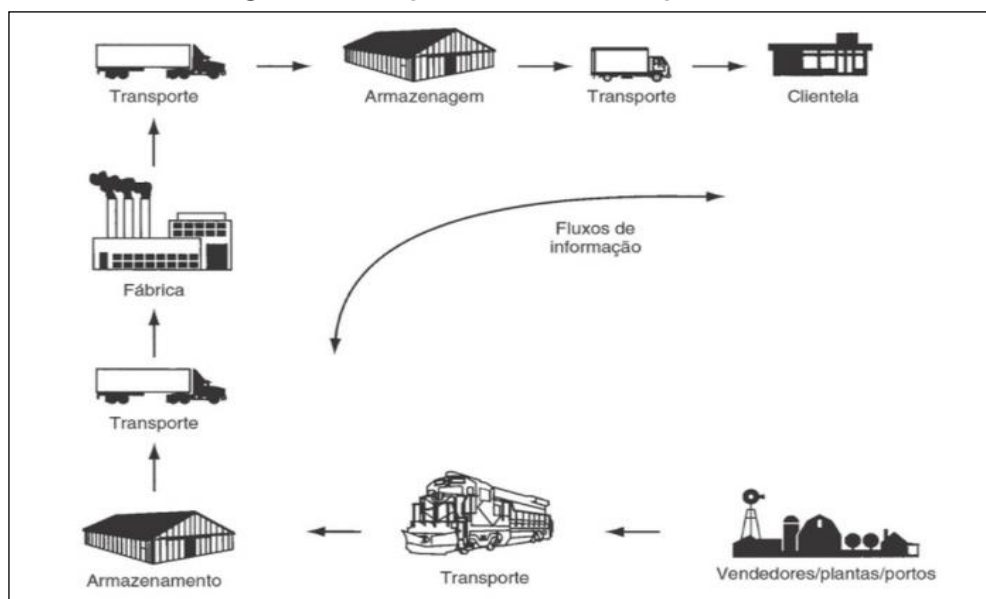 Transporte
Armazenagem
Transporte
Clientela
Fluxos de
informação
Fábrica
Transporte
Armazenamento
Transporte
Vendedores/plantas/portos